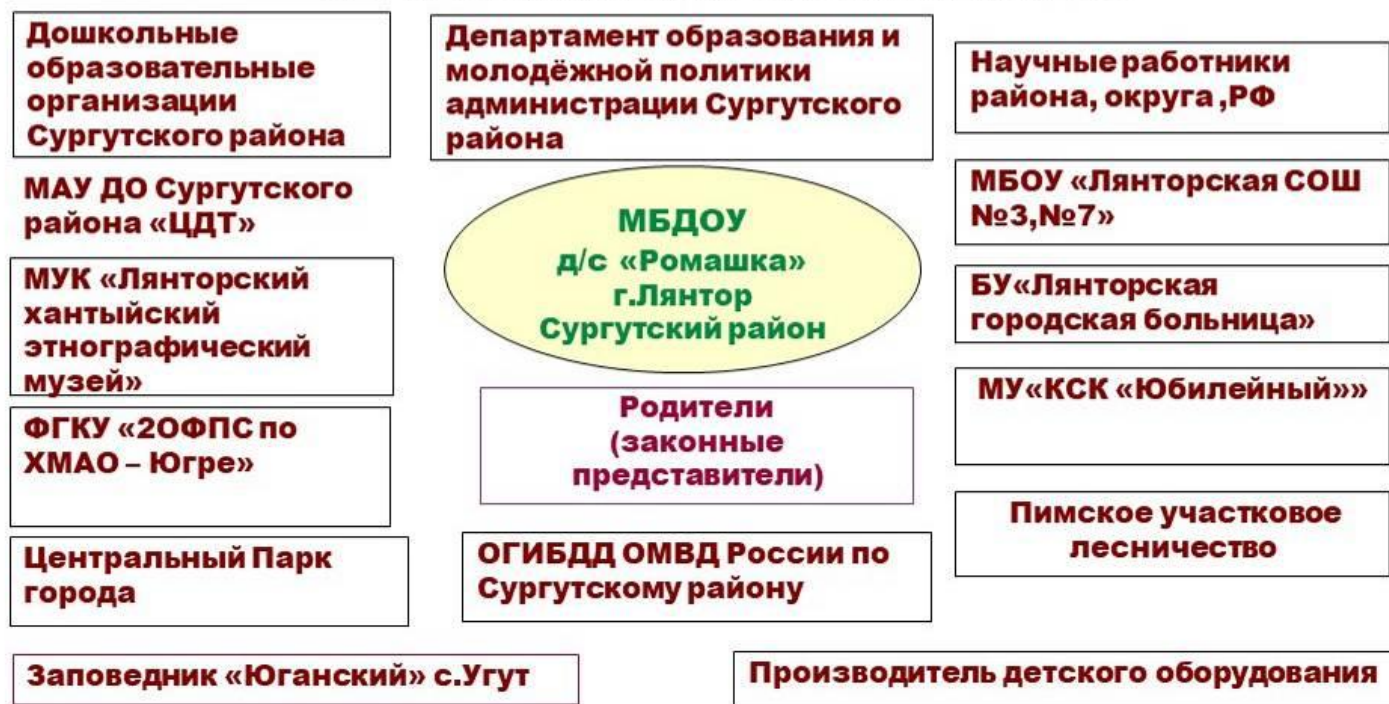 Дошкольные
образовательные
организации
Сургутского района
Департамент образования и
молодёжной политики
администрации Сургутского
района
Научные работники
района, округа ,РФ
МАУ ДО Сургутского
района «ЦДТ»
МБДОУ
д/с «Ромашка»
г.Лянтор
Сургутский район
МБОУ «Лянторская СОШ
№3,№7»
МУК «Лянторский
хантыйский
этнографический
музей»
БУ«Лянторская
городская больница»
Родители
(законные
представители)
МУ«КСК «Юбилейный»»
ФГКУ «2ОФПС по
ХМАО – Югре»
Пимское участковое
лесничество
Центральный Парк
города
ОГИБДД ОМВД России по
Сургутскому району
Заповедник «Юганский» с.Угут
Производитель детского оборудования